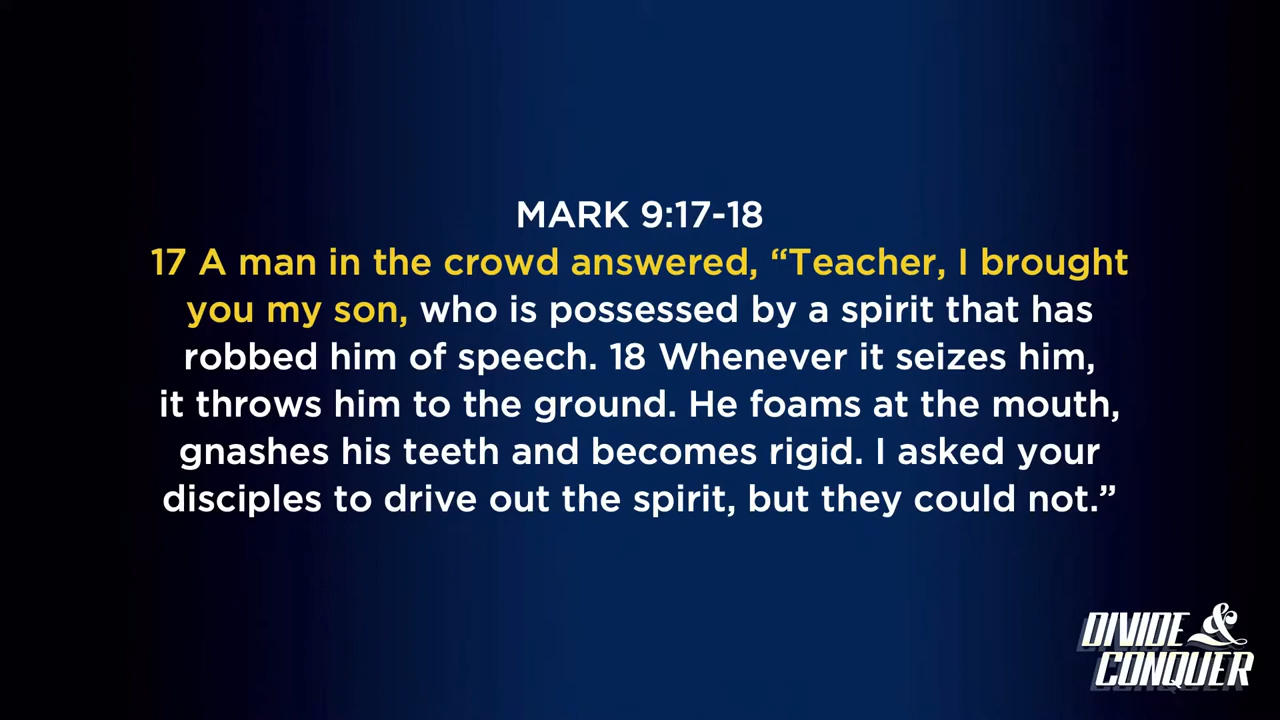 MARK 9:17-18
17 A man in the crowd answered, “Teacher, I brought
you my son, who is possessed by a spirit that has
robbed him of speech. 18 Whenever it seizes him,
it throws him to the ground. He foams at the mouth,
gnashes his teeth and becomes rigid. I asked your
disciples to drive out the spirit, but they could not.”
DIVIDE &
CONQUER